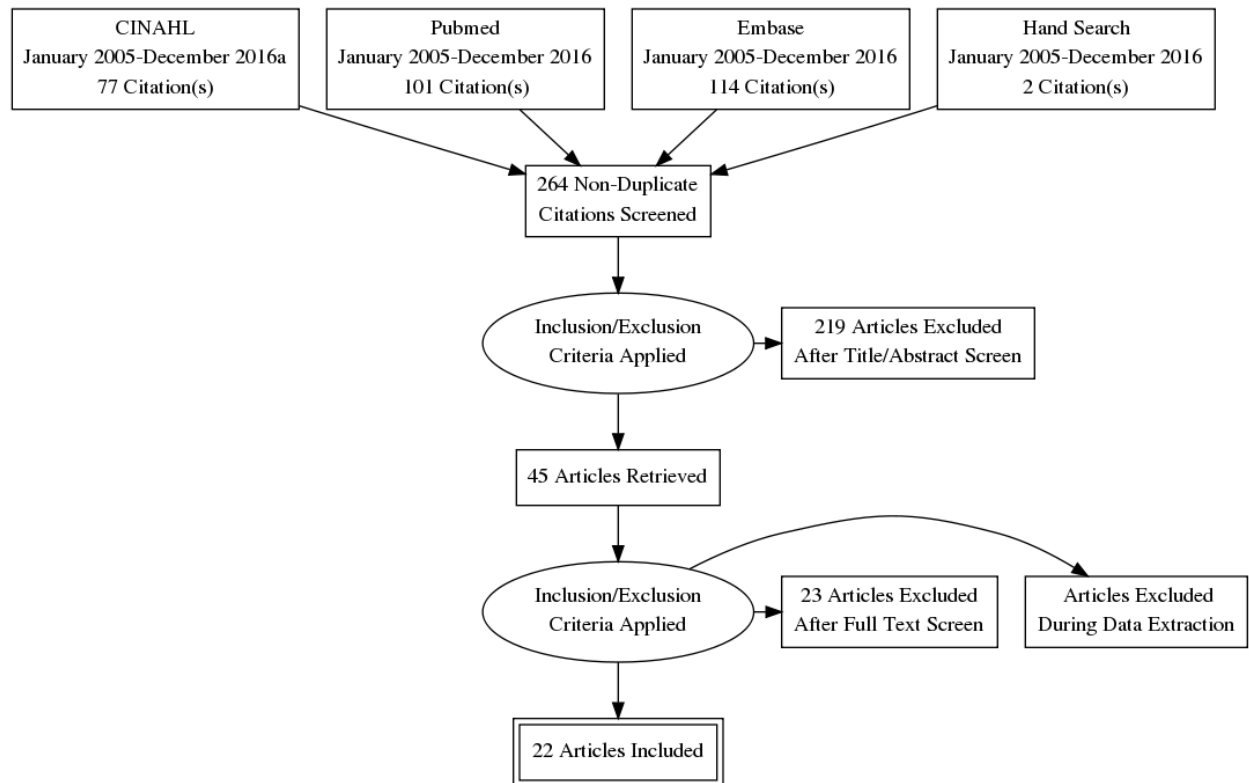 CINAHL
January 2005-December 2016a
77 Citation(s)
Pubmed
January 2005-December 2016
101 Citation(s)
Embase
January 2005-December 2016
114 Citation(s)
Hand Search
January 2005-December 2016
2 Citation(s)
264 Non-Duplicate
Citations Screened
Inclusion/Exclusion
Criteria Applied
219 Articles Excluded
After Title/Abstract Screen
45 Articles Retrieved
Inclusion/Exclusion
Criteria Applied
23 Articles Excluded
After Full Text Screen
Articles Excluded
During Data Extraction
22 Articles Included